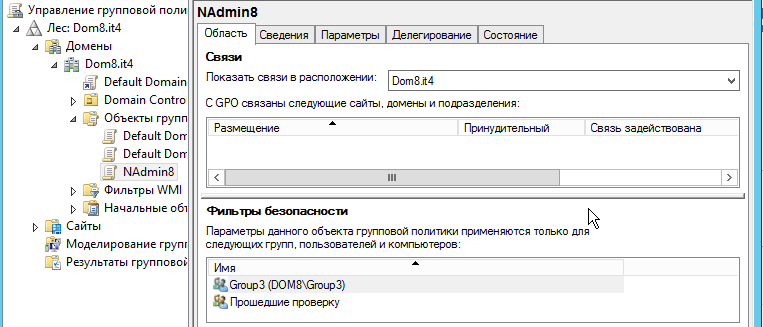 Управление групповой поли
Лес: Dom8.it4
Домены
Dom8.it4
Default Domain
Domain Contro
Объекты групп
Default Dom
Default Dom
NAdmin8
Фильтры WMI
Начальные об
Сайты
Моделирование групп
Результаты групповой
NAdmin8
Область Сведения Параметры Делегирование Состояние
Связи
Показать связи в расположении: Dom8.it4
С GPO связаны следующие сайты, домены и подразделения:
Размещение Принудительный Связь задействована
Фильтры безопасности
Параметры данного объекта групповой политики применяются только для
следующих групп, пользователей и компьютеров:
Имя
Group3 (DOM8\Group3)
Прошедшие проверку